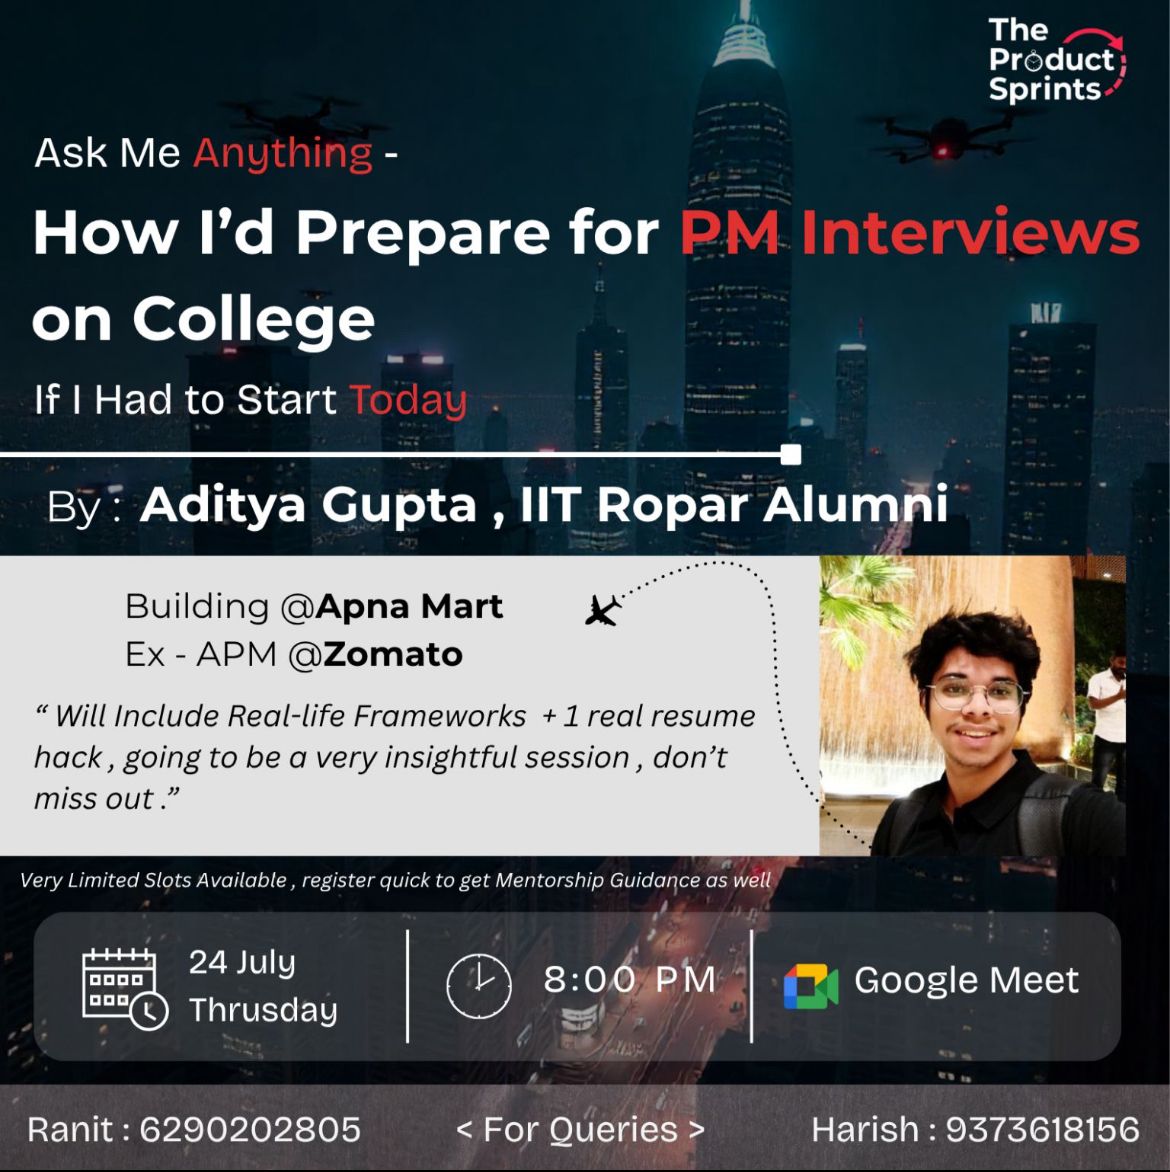 The
Product
Sprints
Ask Me Anything -
How I’d Prepare for PM Interviews
on College
If I Had to Start Today
By : Aditya Gupta , IIT Ropar Alumni
Building @Apna Mart
Ex - APM @Zomato
“ Will Include Real-life Frameworks + 1 real resume
hack , going to be a very insightful session , don’t
miss out .”
Very Limited Slots Available , register quick to get Mentorship Guidance as well
24 July
Thrusday
8:00 PM
Google Meet
Ranit : 6290202805 < For Queries > Harish : 9373618156